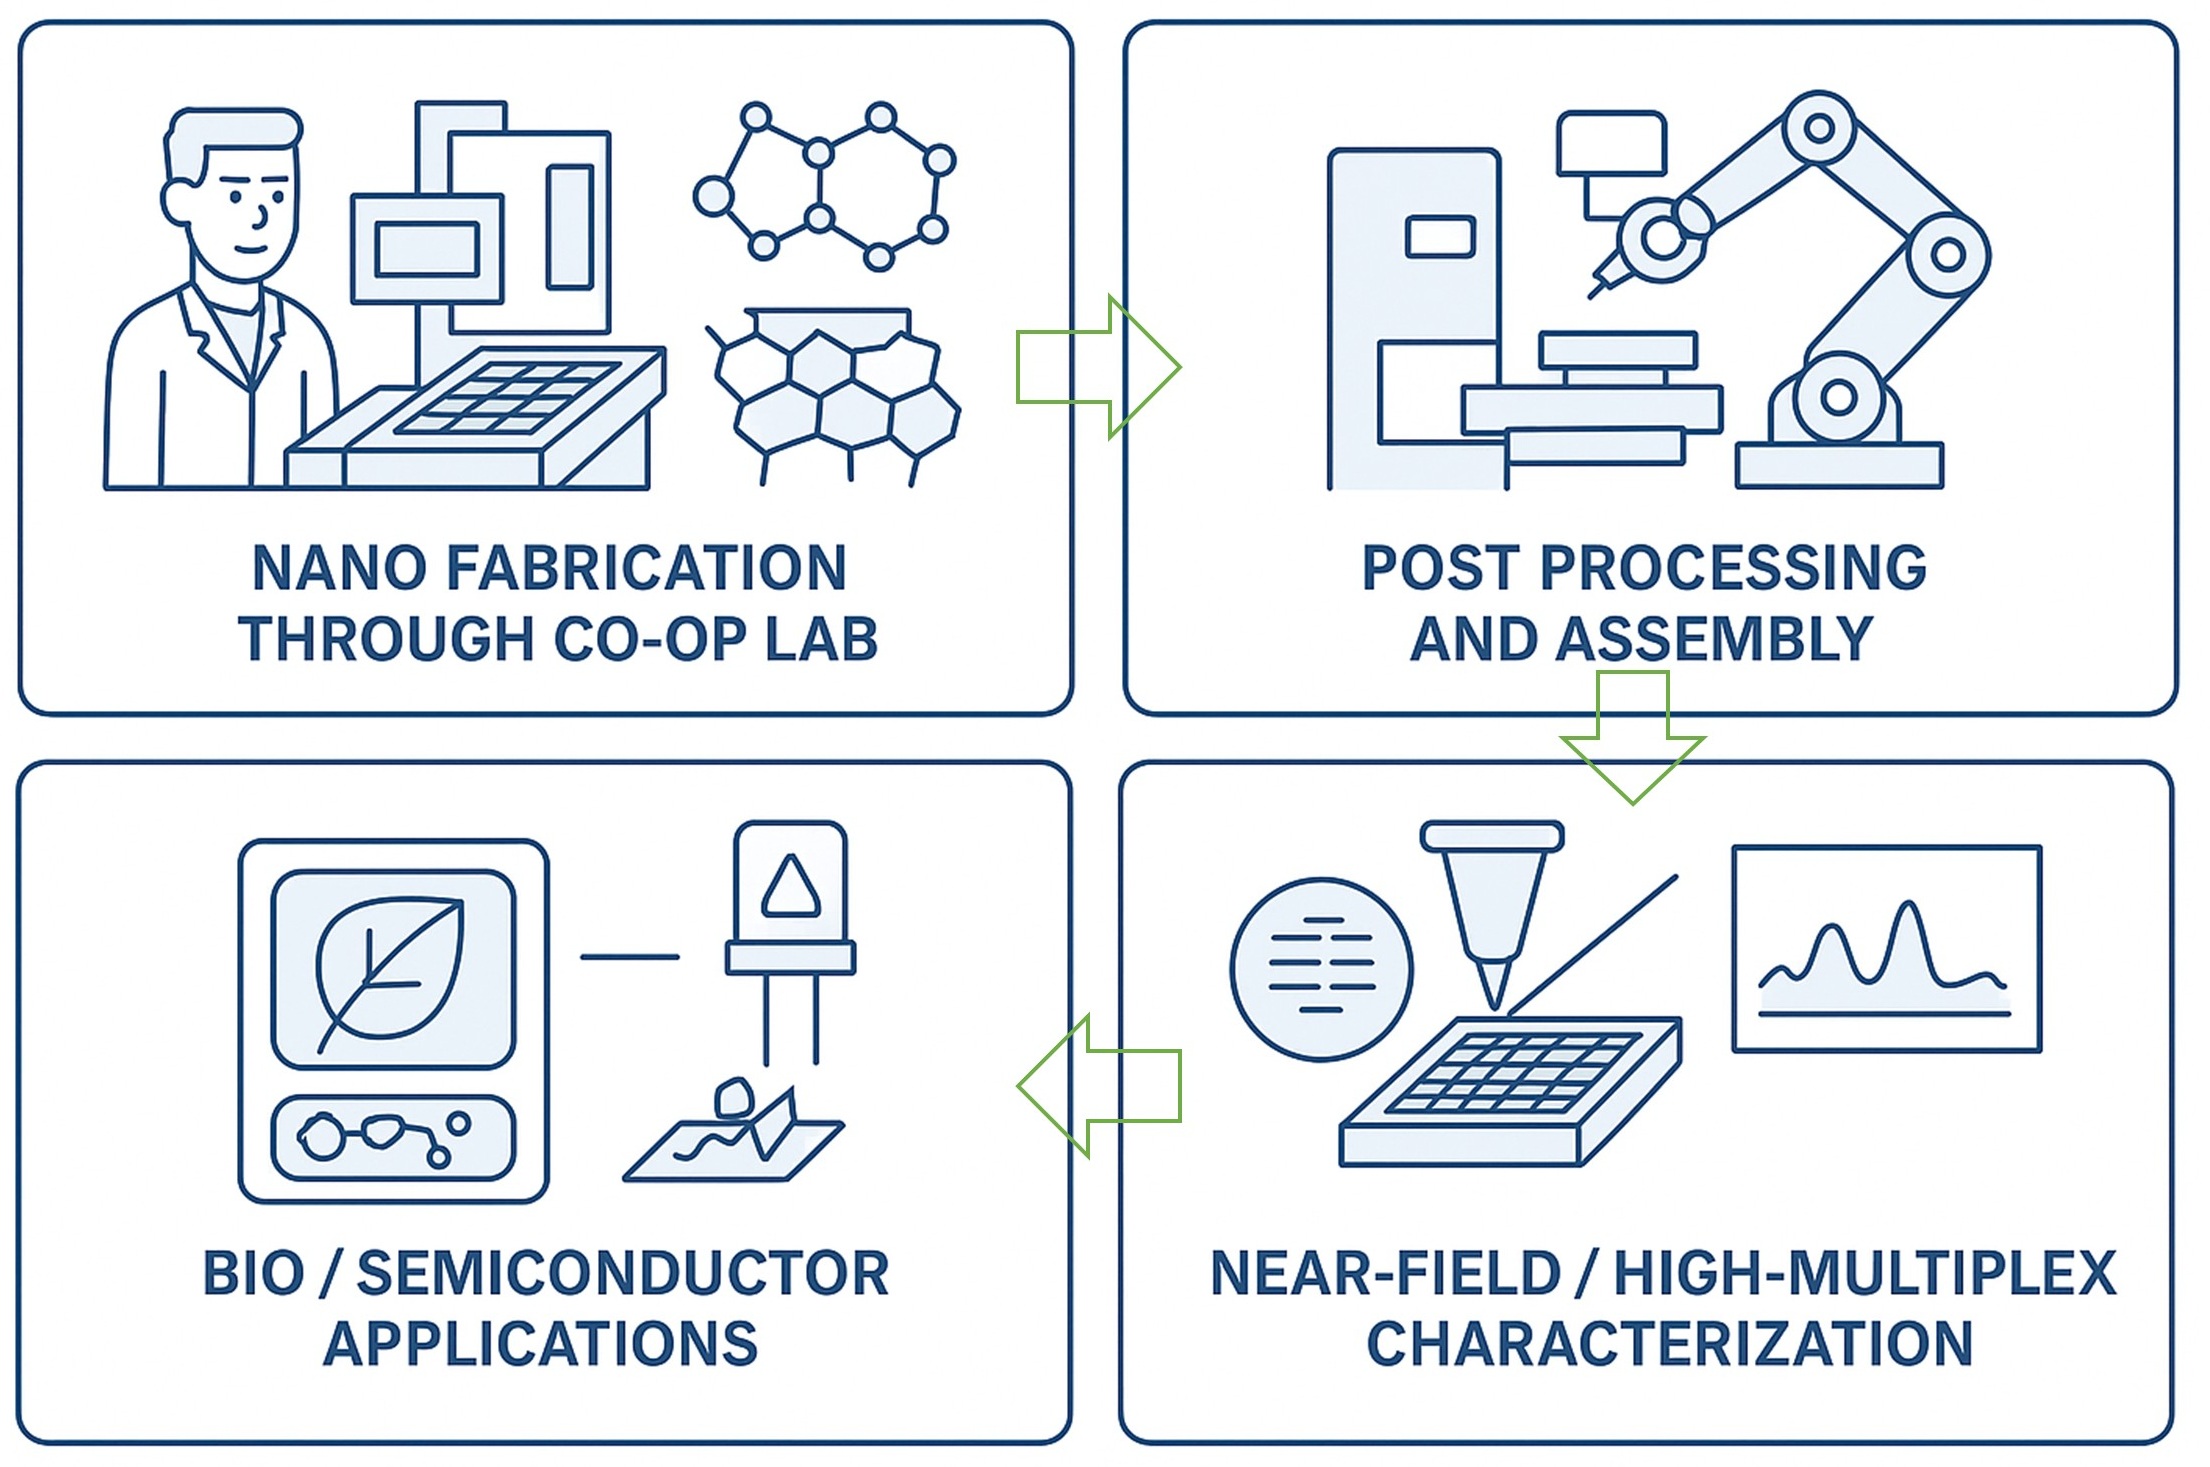 NANO FABRICATION
THROUGH CO-OP LAB
POST PROCESSING
AND ASSEMBLY
BIO / SEMICONDUCTOR
APPLICATIONS
NEAR-FIELD / HIGH-MULTIPLEX
CHARACTERIZATION